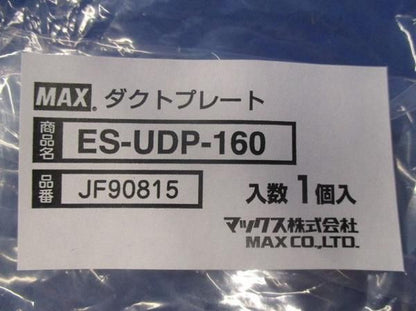 MAX® ダクトプレート
商品名 ES-UDP-160
品番 JF90815 入数1個入
マックス株式会社
MAX CO.,LTD.